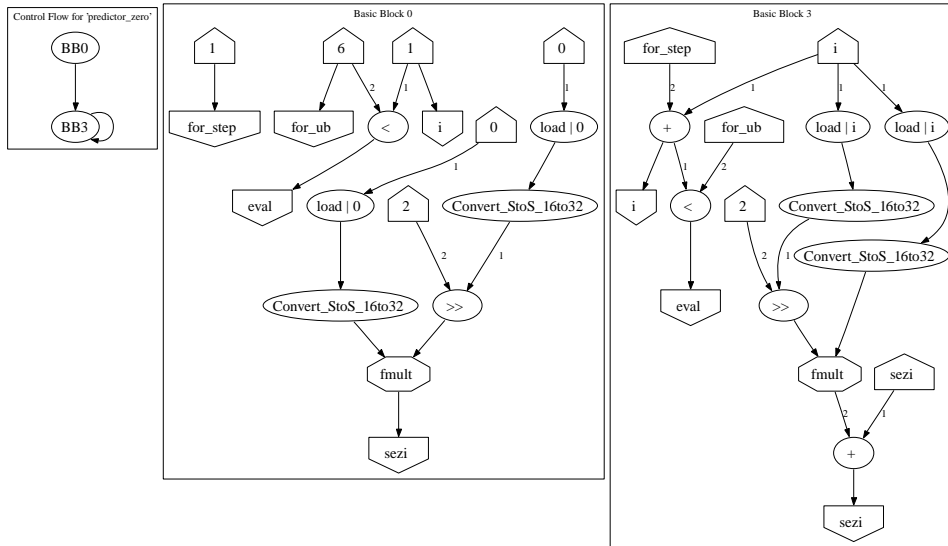 Control Flow for 'predictor_zero'
BB0
BB3
Basic Block 0
1
6
1
0
2
1
1
for_step
for_ub
<
i
0
load | 0
1
eval
load | 0
2
Convert_StoS_16to32
2
1
Convert_StoS_16to32
>>
fmult
sezi
Basic Block 3
for_step
i
2
1
1
1
+
for_ub
load | i
load | i
1
2
i
<
2
Convert_StoS_16to32
2
1
Convert_StoS_16to32
eval
>>
fmult
sezi
2
1
+
sezi